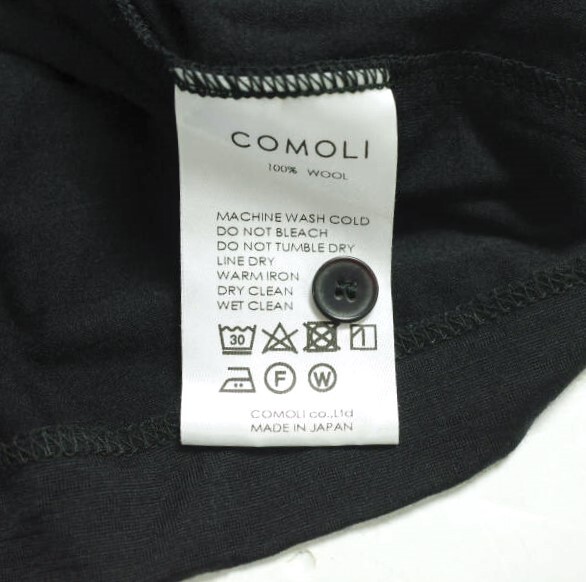 COMOLI
100% WOOL
MACHINE WASH COLD
DO NOT BLEACH
DO NOT TUMBLE DRY
LINE DRY
WARM IRON
DRY CLEAN
WET CLEAN
30
F W
COMOLI co.,Ltd
MADE IN JAPAN